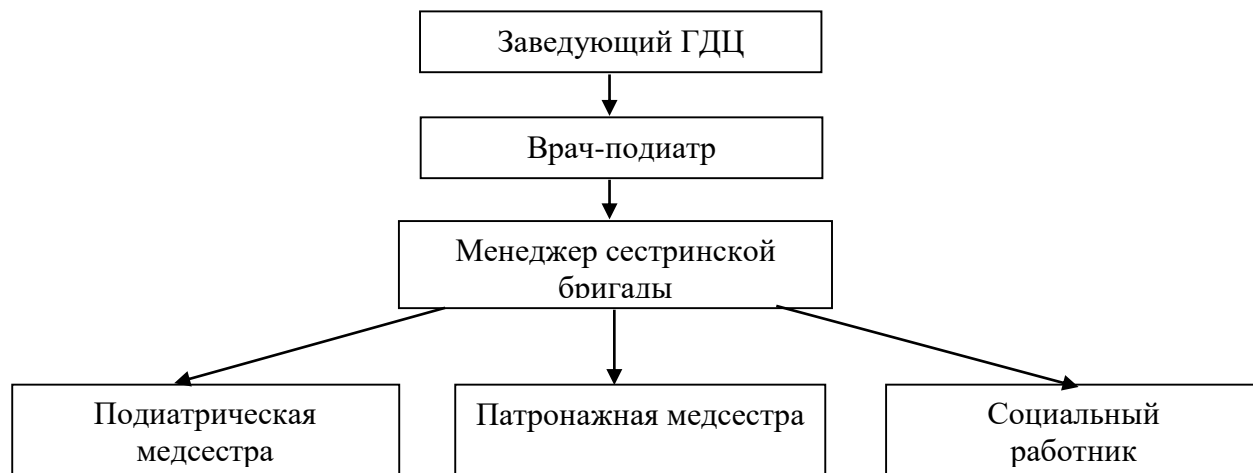 Заведующий ГДЦ
Врач-подиатр
Менеджер сестринской
бригады
Подиатрическая
медсестра
Патронажная медсестра
Социальный
работник